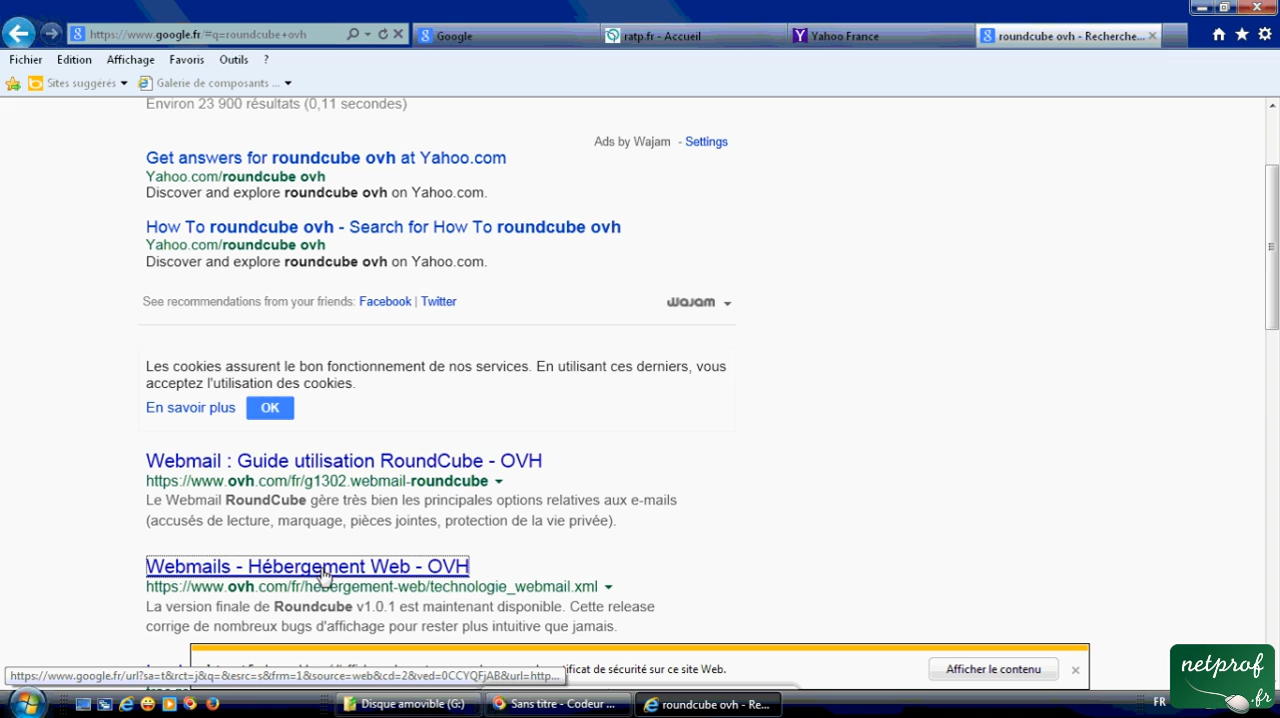 https://www.google.fr/#q=roundcube+ovh
Google
ratp.fr - Accueil
Yahoo France
roundcube ovh - Recherche...
Fichier Edition Affichage Favoris Outils ?
Sites suggérés
Galerie de composants ...
Environ 23 900 résultats (0,11 secondes)
Ads by Wajam - Settings
Get answers for roundcube ovh at Yahoo.com
Yahoo.com/roundcube ovh
Discover and explore roundcube ovh on Yahoo.com.
How To roundcube ovh - Search for How To roundcube ovh
Yahoo.com/roundcube ovh
Discover and explore roundcube ovh on Yahoo.com.
See recommendations from your friends: Facebook | Twitter
wajam
Les cookies assurent le bon fonctionnement de nos services. En utilisant ces derniers, vous
acceptez l'utilisation des cookies.
En savoir plus OK
Webmail : Guide utilisation RoundCube - OVH
https://www.ovh.com/fr/g1302.webmail-roundcube
Le Webmail RoundCube gère très bien les principales options relatives aux e-mails
(accusés de lecture, marquage, pièces jointes, protection de la vie privée).
Webmails - Hébergement Web - OVH
https://www.ovh.com/fr/hébergement-web/technologie_webmail.xml
La version finale de Roundcube v1.0.1 est maintenant disponible. Cette release
corrige de nombreux bugs d'affichage pour rester plus intuitive que jamais.
de sécurité sur ce site Web.
Afficher le contenu
https://www.google.fr/url?sa=t&rct=j&q=&esrc=s&frm=1&source=web&cd=2&ved=0CCYQFjAB&url=http...
Disque amovible (G:)
Sans titre - Codeur ...
roundcube ovh - Re...
FR
netprof
.fr